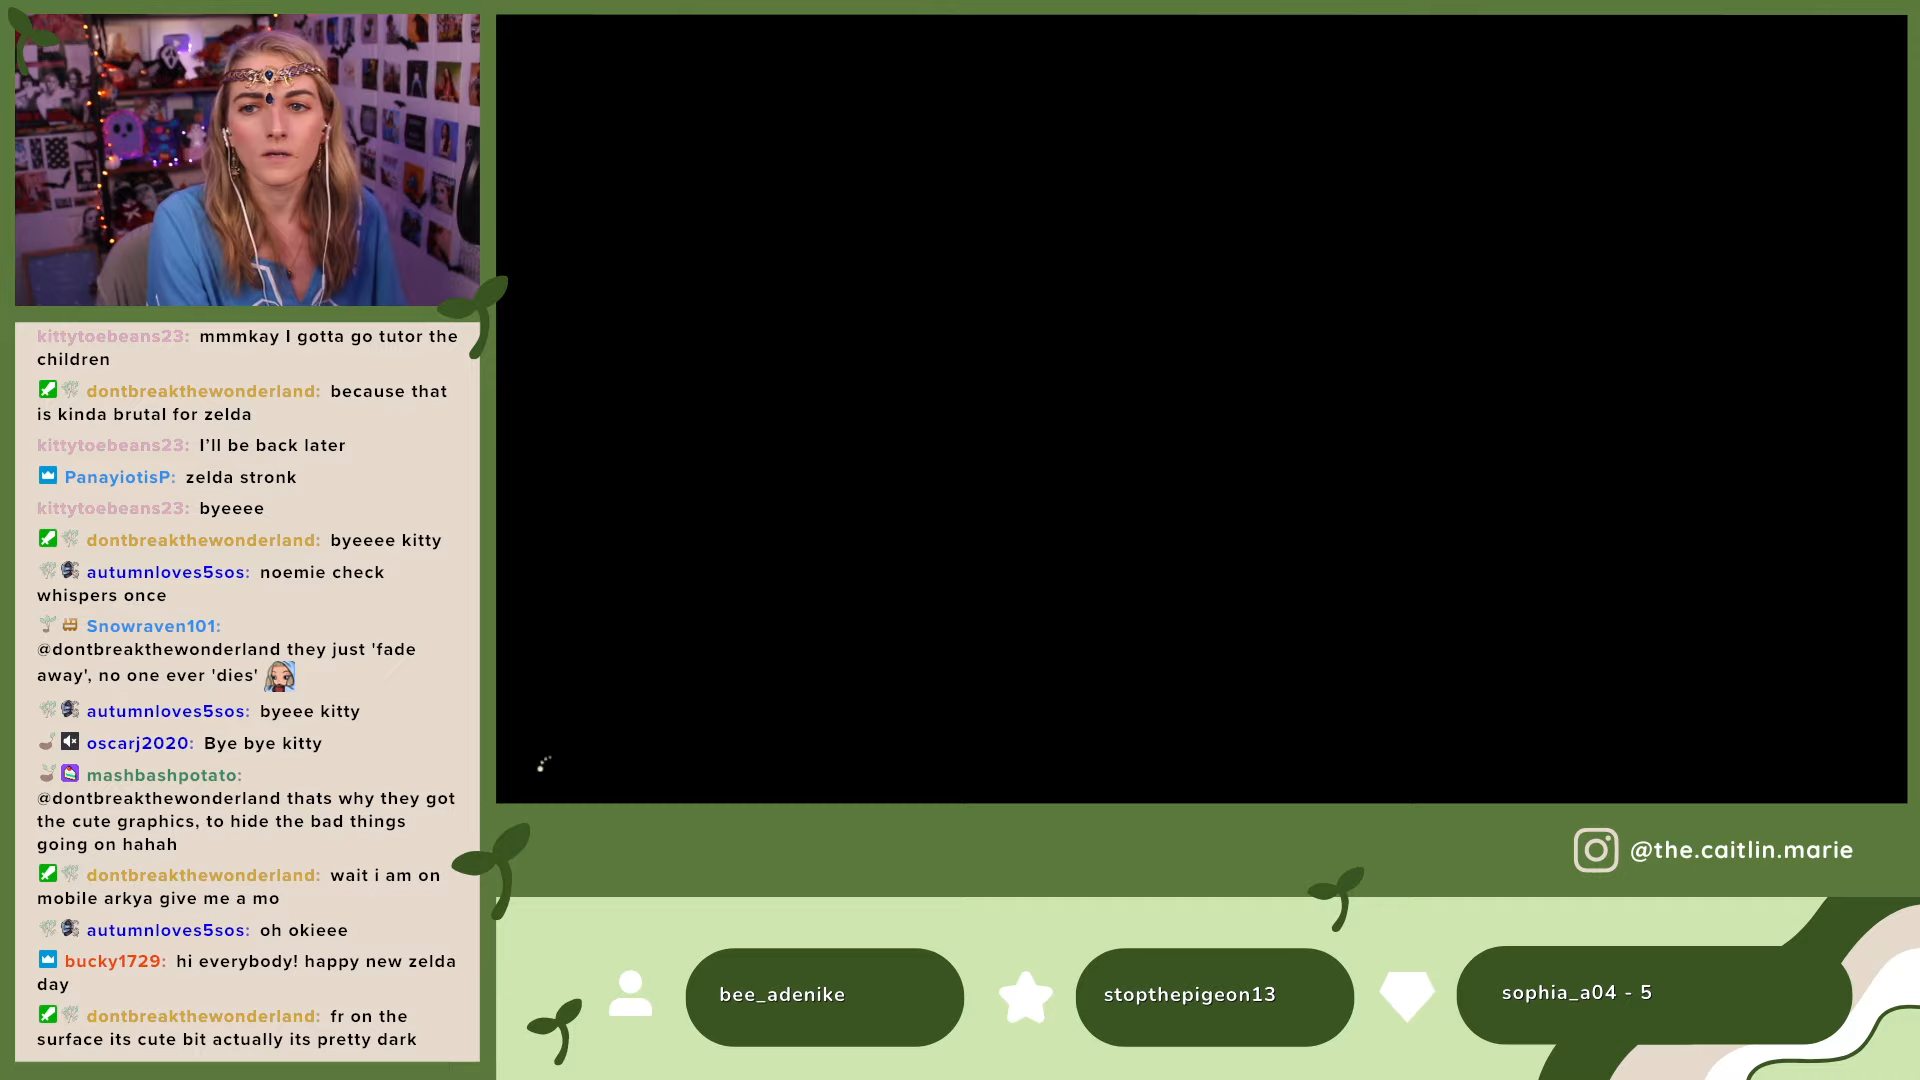 kittytoebeans23: mmmkay I gotta go tutor the
children
dontbreakthewonderland: because that
is kinda brutal for zelda
kittytoebeans23: I'll be back later
PanayiotisP: zelda stronk
kittytoebeans23: byeeee
dontbreakthewonderland: byeeee kitty
autumnloves5sos: noemie check
whispers once
Snowraven101:
@dontbreakthewonderland they just 'fade
away', no one ever 'dies'
autumnloves5sos: byeee kitty
oscarj2020: Bye bye kitty
mashbashpotato:
@dontbreakthewonderland thats why they got
the cute graphics, to hide the bad things
going on hahah
dontbreakthewonderland: wait i am on
mobile arkya give me a mo
autumnloves5sos: oh okieee
bucky1729: hi everybody! happy new zelda
day
dontbreakthewonderland: fr on the
surface its cute bit actually its pretty dark
@the.caitlin.marie
bee_adenike
stopthepigeon13
sophia_a04 - 5